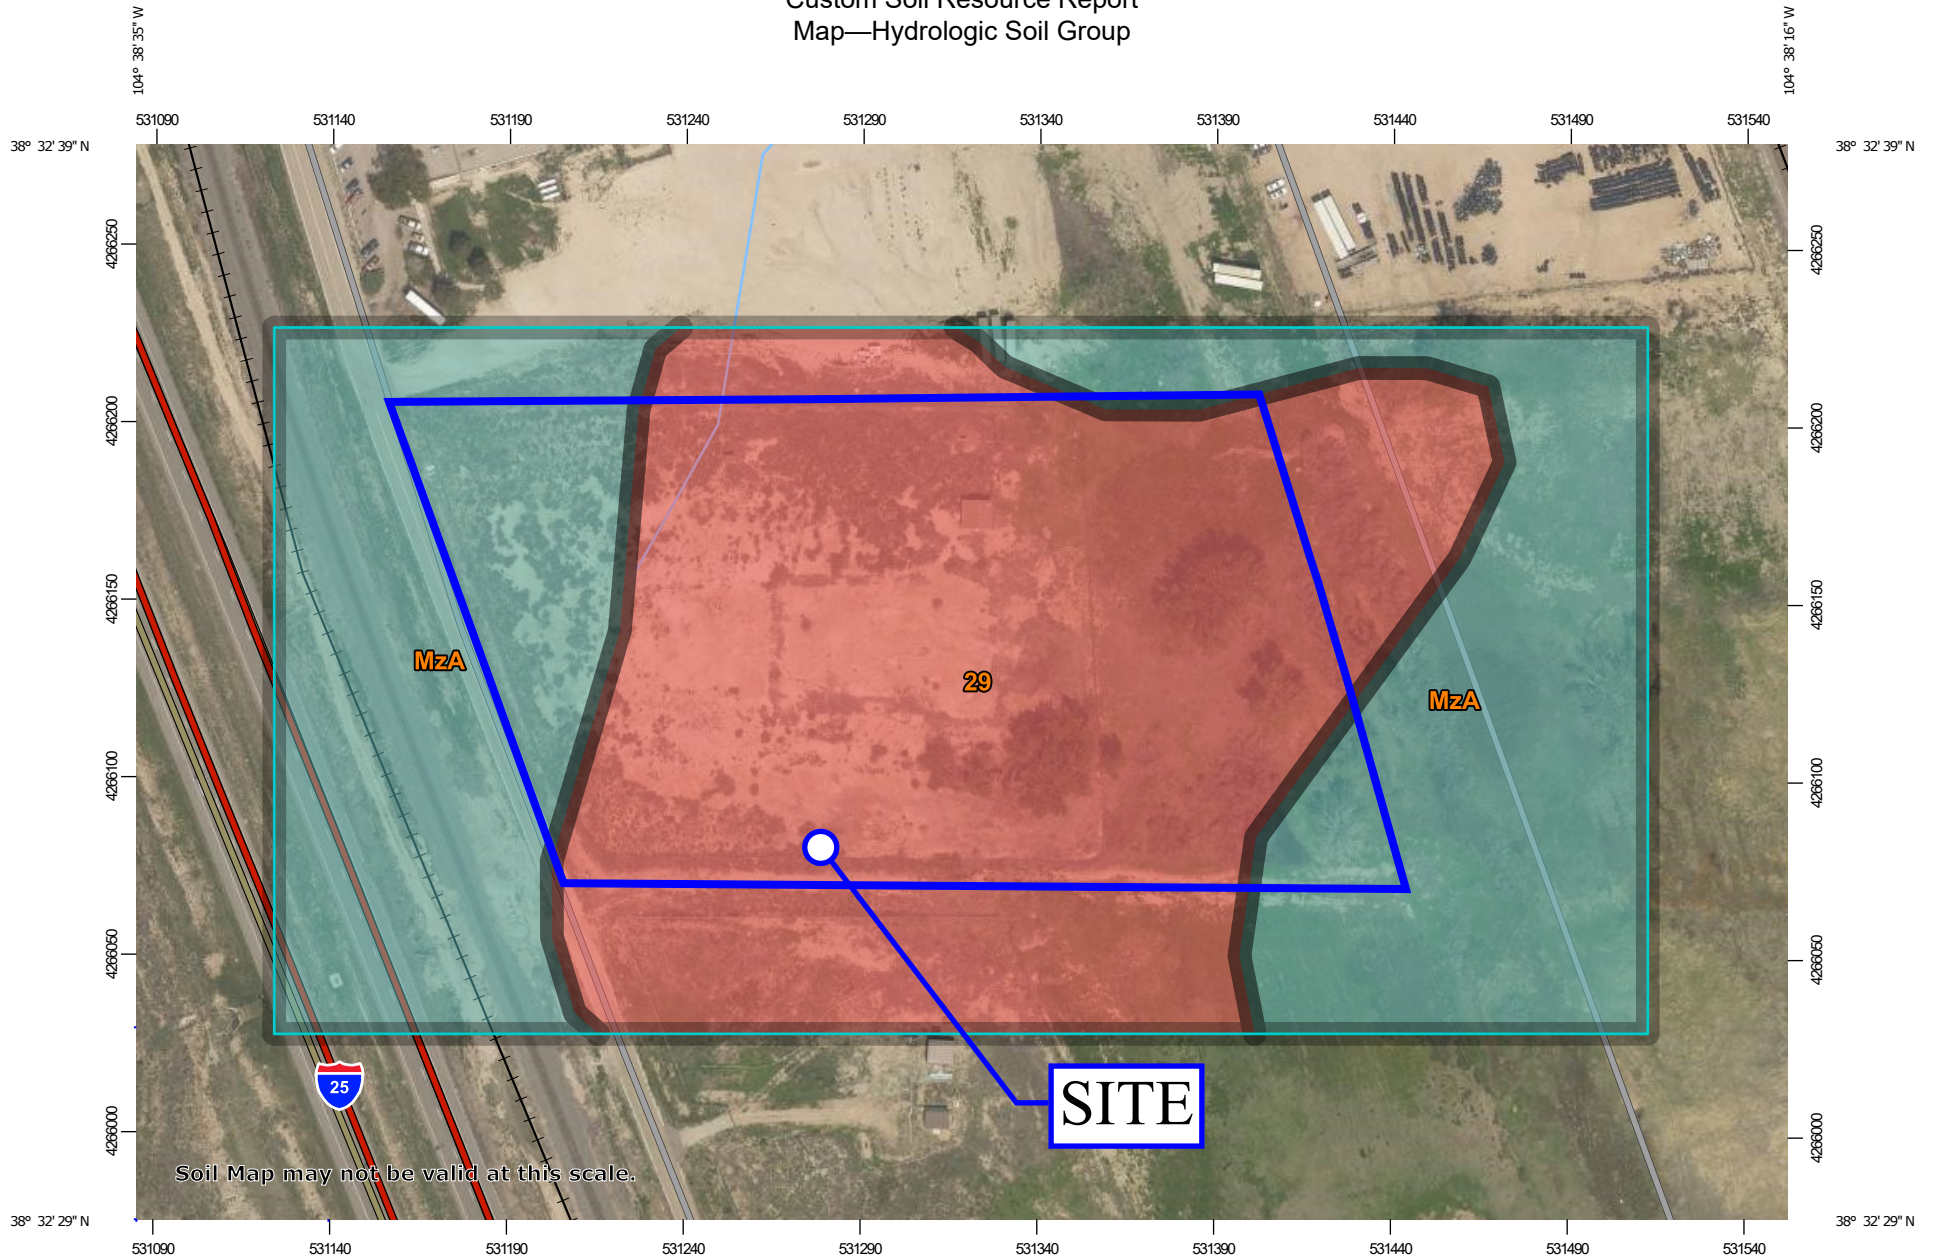 Custom Soil Resource Report
Map—Hydrologic Soil Group
104° 38' 35'' W
104° 38' 16'' W
531090 531140 531190 531240 531290 531340 531390 531440 531490 531540
38° 32' 39'' N
38° 32' 39'' N
4266250
4266250
4266200
4266200
4266150
4266150
MzA
29
MzA
4266100
4266100
4266050
4266050
25
SITE
4266000
4266000
Soil Map may not be valid at this scale.
38° 32' 29'' N
38° 32' 29'' N
531090 531140 531190 531240 531290 531340 531390 531440 531490 531540